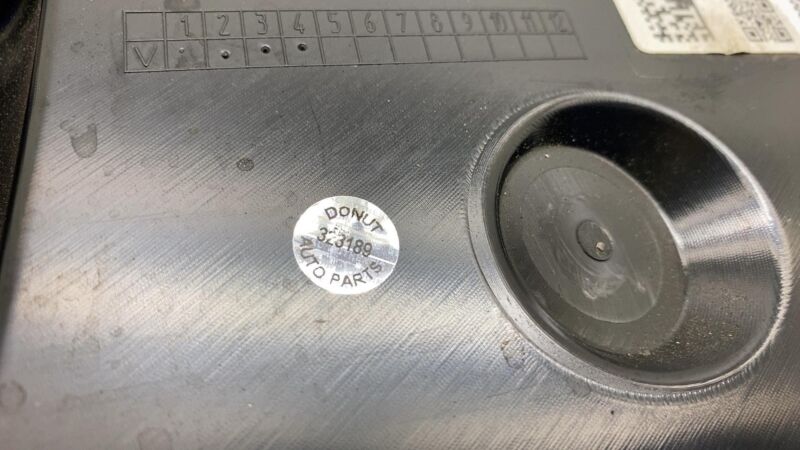 1 2 3 4 5 6 7 8 9 10 11 12
V
DONUT
323189
AUTO PARTS